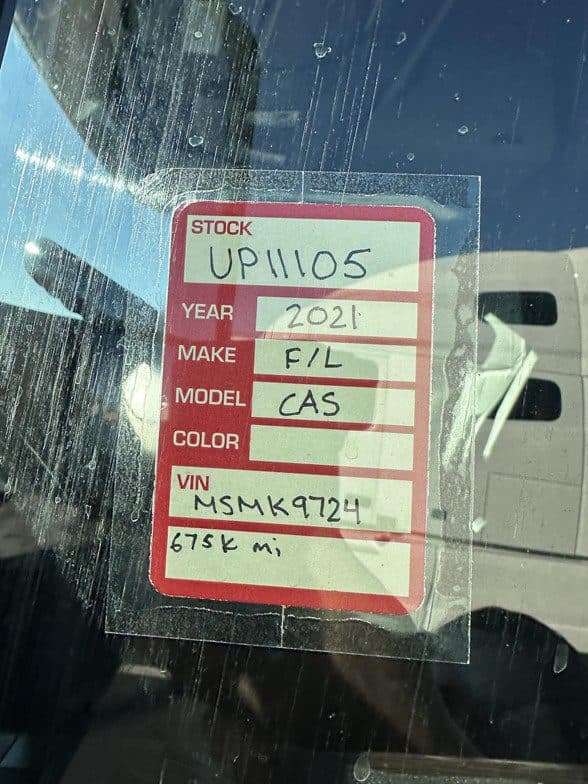 STOCK
UP11105
YEAR 2021
MAKE F/L
MODEL CAS
COLOR
VIN
MSMK9724
675K mi